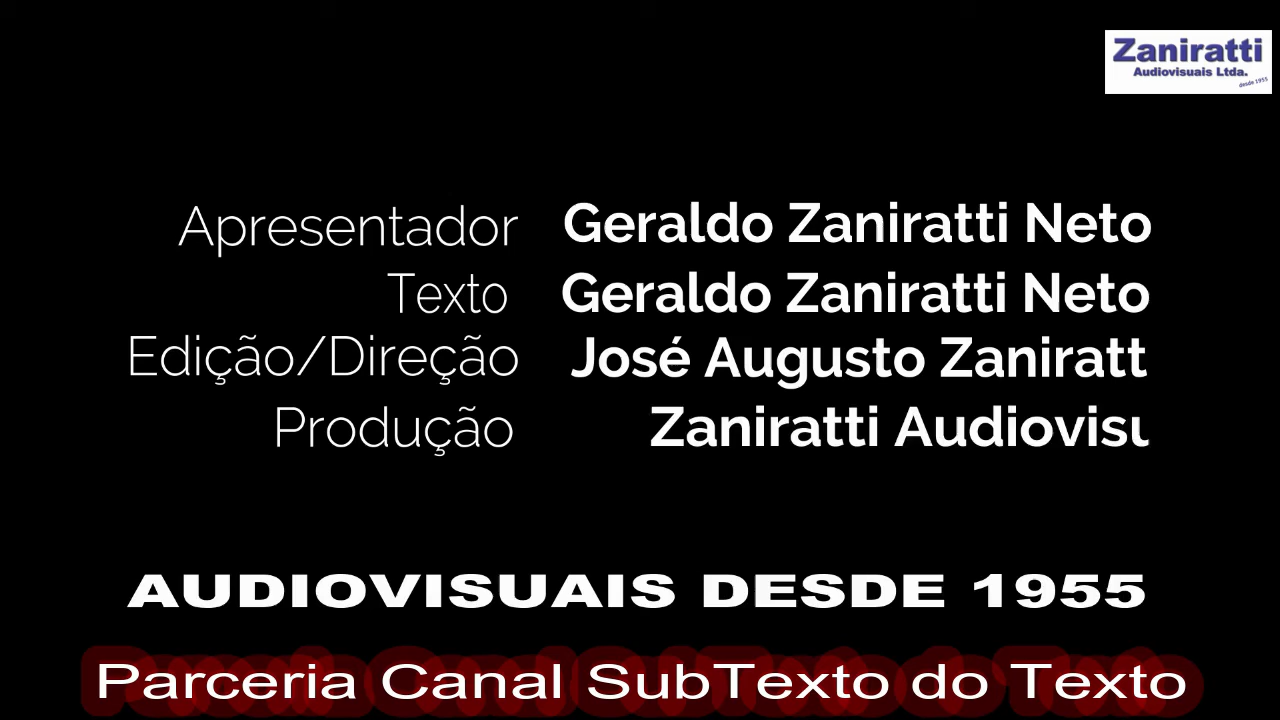 Zaniratti
Audiovisuais Ltda.
desde 1955
Apresentador Geraldo Zaniratti Neto
Texto Geraldo Zaniratti Neto
Edição/Direção José Augusto Zaniratt
Produção Zaniratti Audiovisu
AUDIOVISUAIS DESDE 1955
Parceria Canal SubTexto do Texto